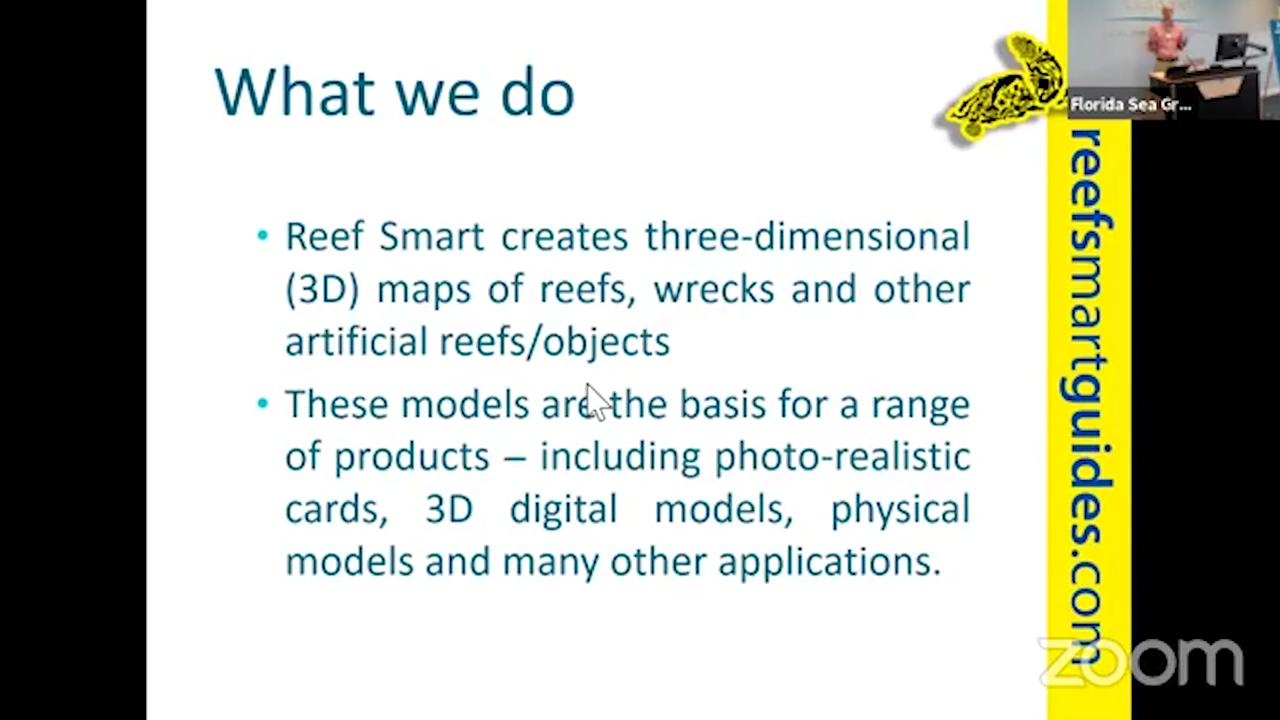 What we do
• Reef Smart creates three-dimensional
(3D) maps of reefs, wrecks and other
artificial reefs/objects
• These models are the basis for a range
of products – including photo-realistic
cards, 3D digital models, physical
models and many other applications.
Florida Sea Gr...
reefsmartguides.com
zoom